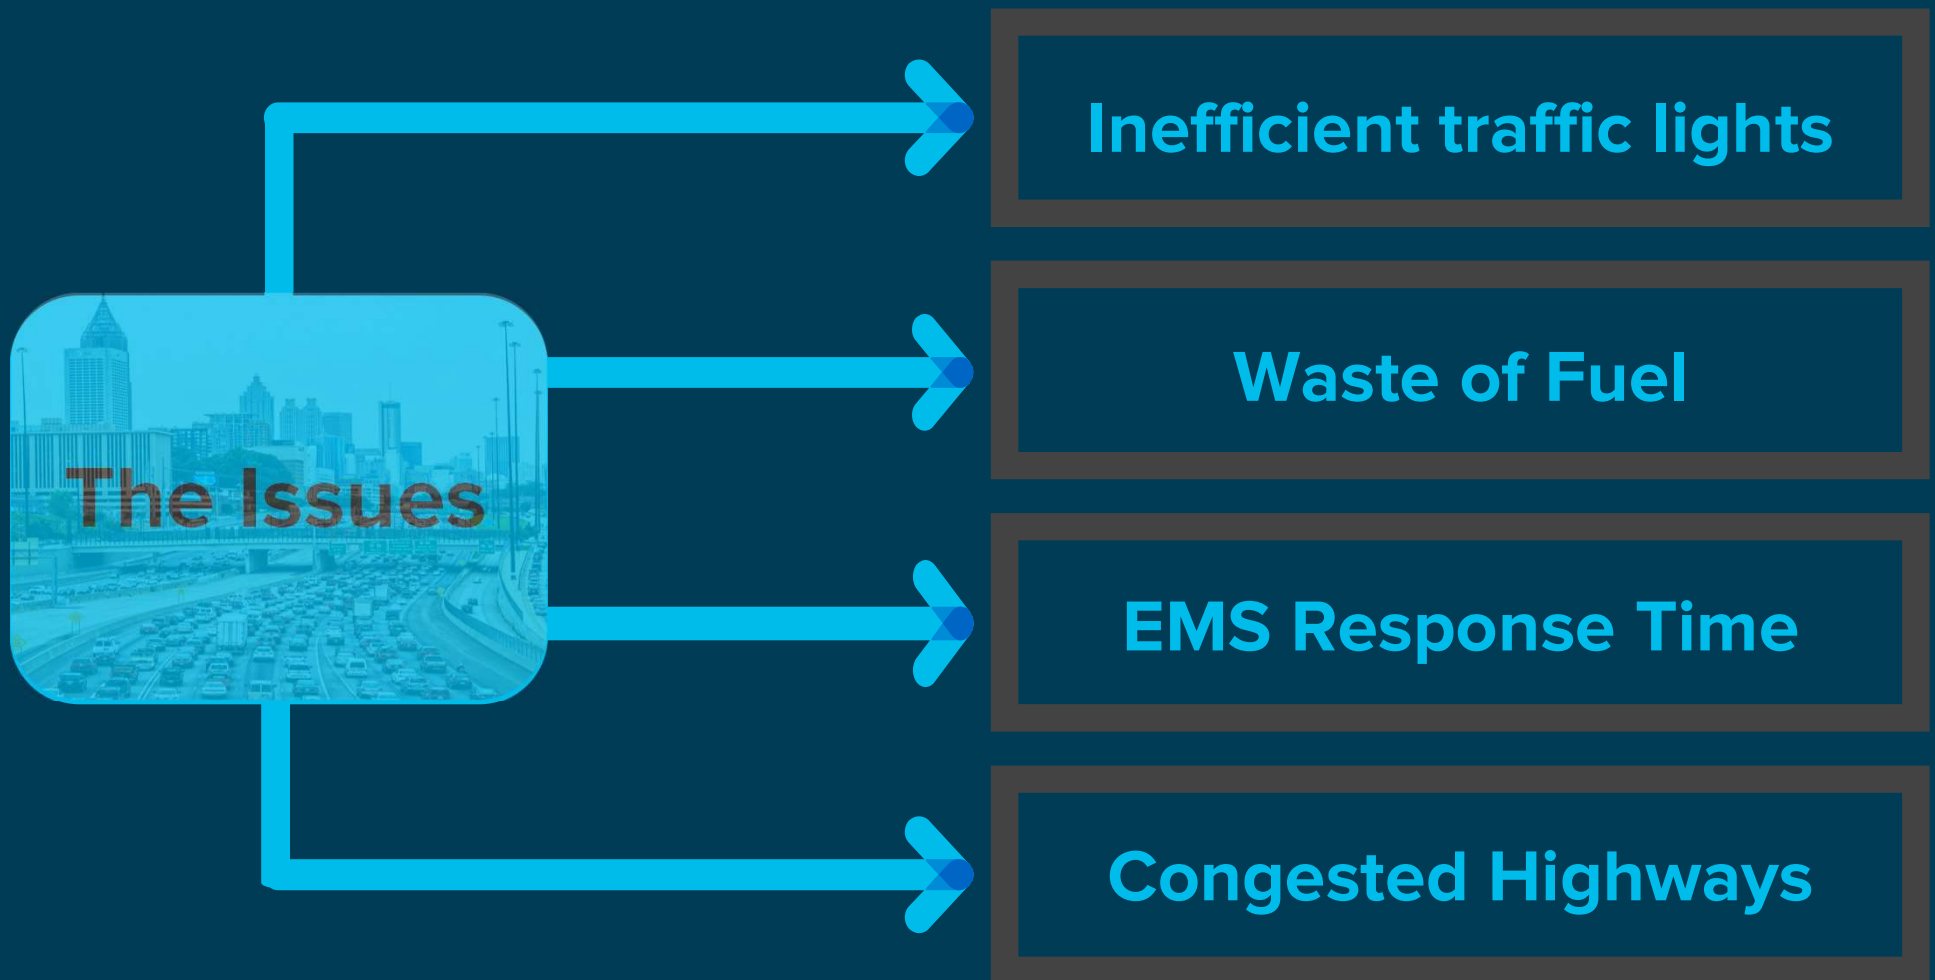 The Issues
Inefficient traffic lights
Waste of Fuel
EMS Response Time
Congested Highways